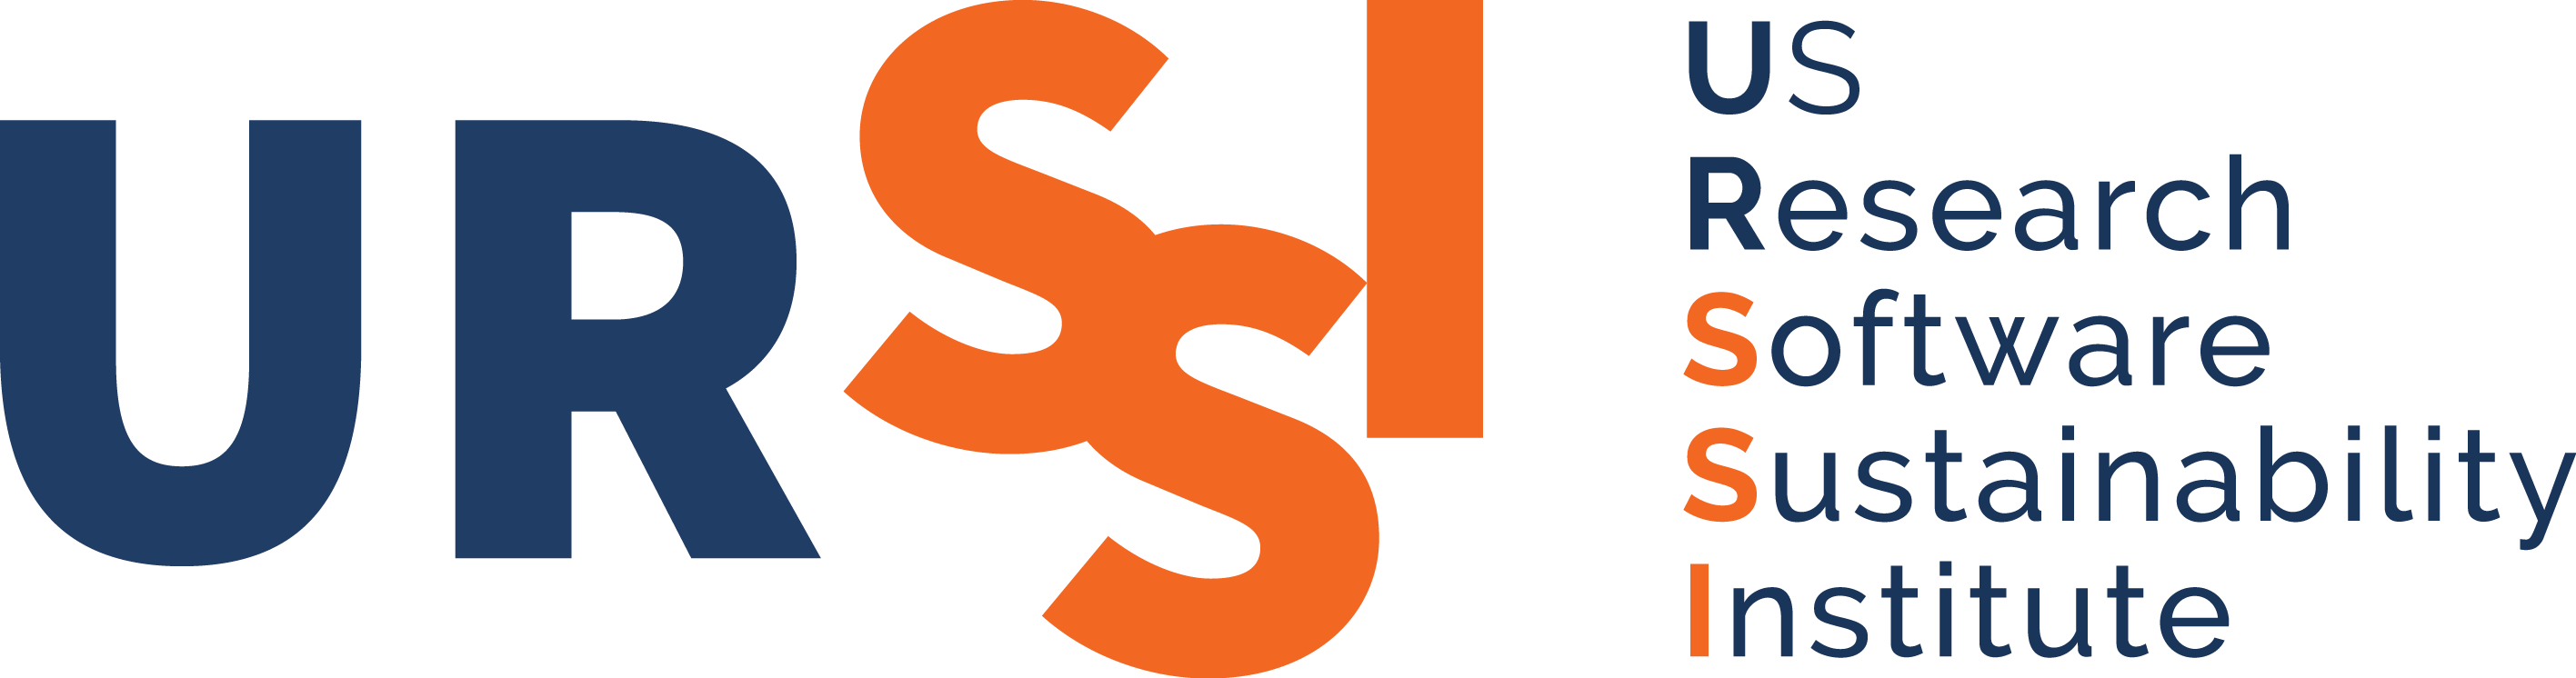 URSSI
US
Research
Software
Sustainability
Institute